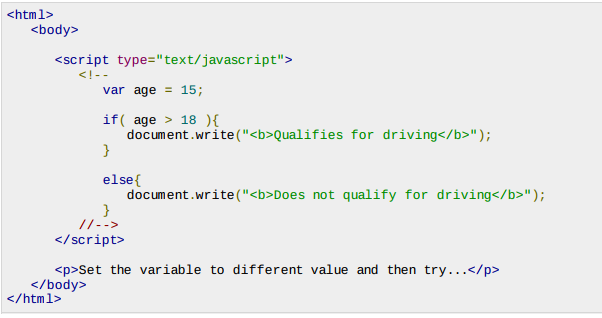 <html>
<body>
<script type="text/javascript">
<!--
var age = 15;
if( age > 18 ){
document.write("<b>Qualifies for driving</b>");
}
else{
document.write("<b>Does not qualify for driving</b>");
}
//-->
</script>
<p>Set the variable to different value and then try...</p>
</body>
</html>